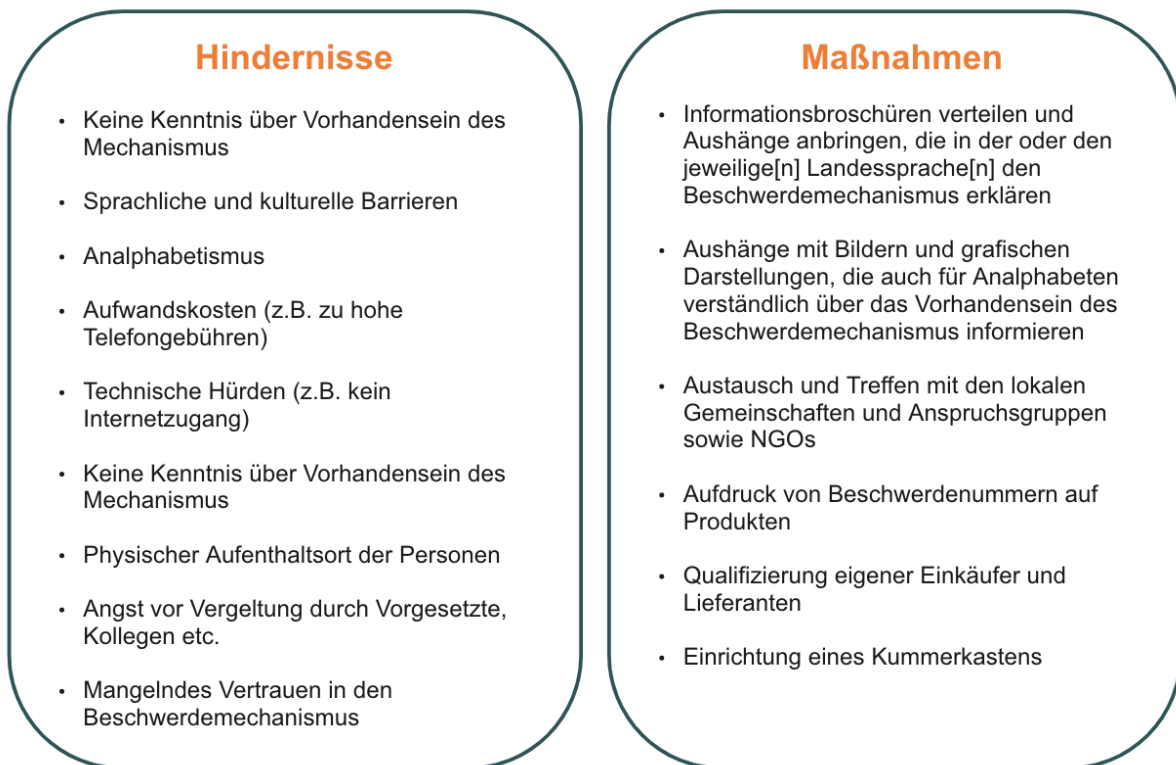 Hindernisse
• Keine Kenntnis über Vorhandensein des
Mechanismus
• Sprachliche und kulturelle Barrieren
• Analphabetismus
• Aufwandskosten (z.B. zu hohe
Telefongebühren)
• Technische Hürden (z.B. kein
Internetzugang)
• Keine Kenntnis über Vorhandensein des
Mechanismus
• Physischer Aufenthaltsort der Personen
• Angst vor Vergeltung durch Vorgesetzte,
Kollegen etc.
• Mangelndes Vertrauen in den
Beschwerdemechanismus
Maßnahmen
• Informationsbroschüren verteilen und
Aushänge anbringen, die in der oder den
jeweilige[n] Landessprache[n] den
Beschwerdemechanismus erklären
• Aushänge mit Bildern und grafischen
Darstellungen, die auch für Analphabeten
verständlich über das Vorhandensein des
Beschwerdemechanismus informieren
• Austausch und Treffen mit den lokalen
Gemeinschaften und Anspruchsgruppen
sowie NGOs
• Aufdruck von Beschwerdenummern auf
Produkten
• Qualifizierung eigener Einkäufer und
Lieferanten
• Einrichtung eines Kummerkastens